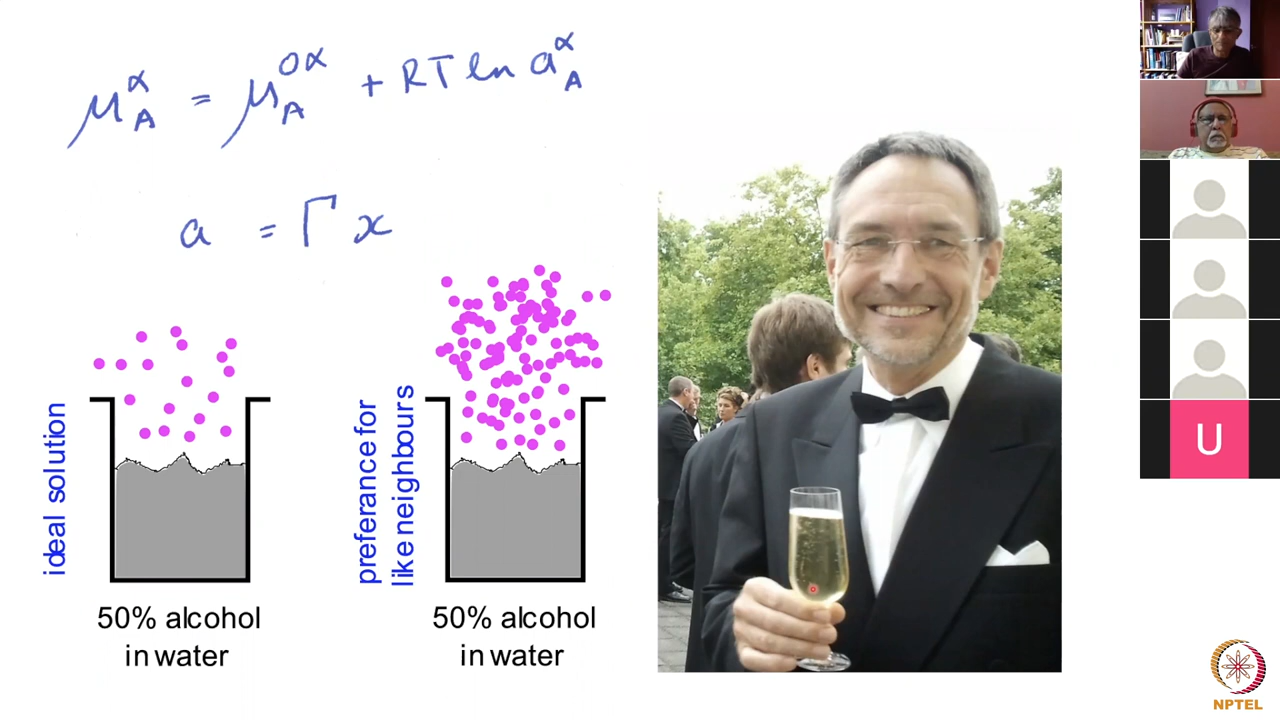 μ_A^α = μ_A^{0α} + RT ln a_A^α
a = Γ x
ideal solution
preferance for
like neighbours
50% alcohol
in water
50% alcohol
in water
U
NPTEL